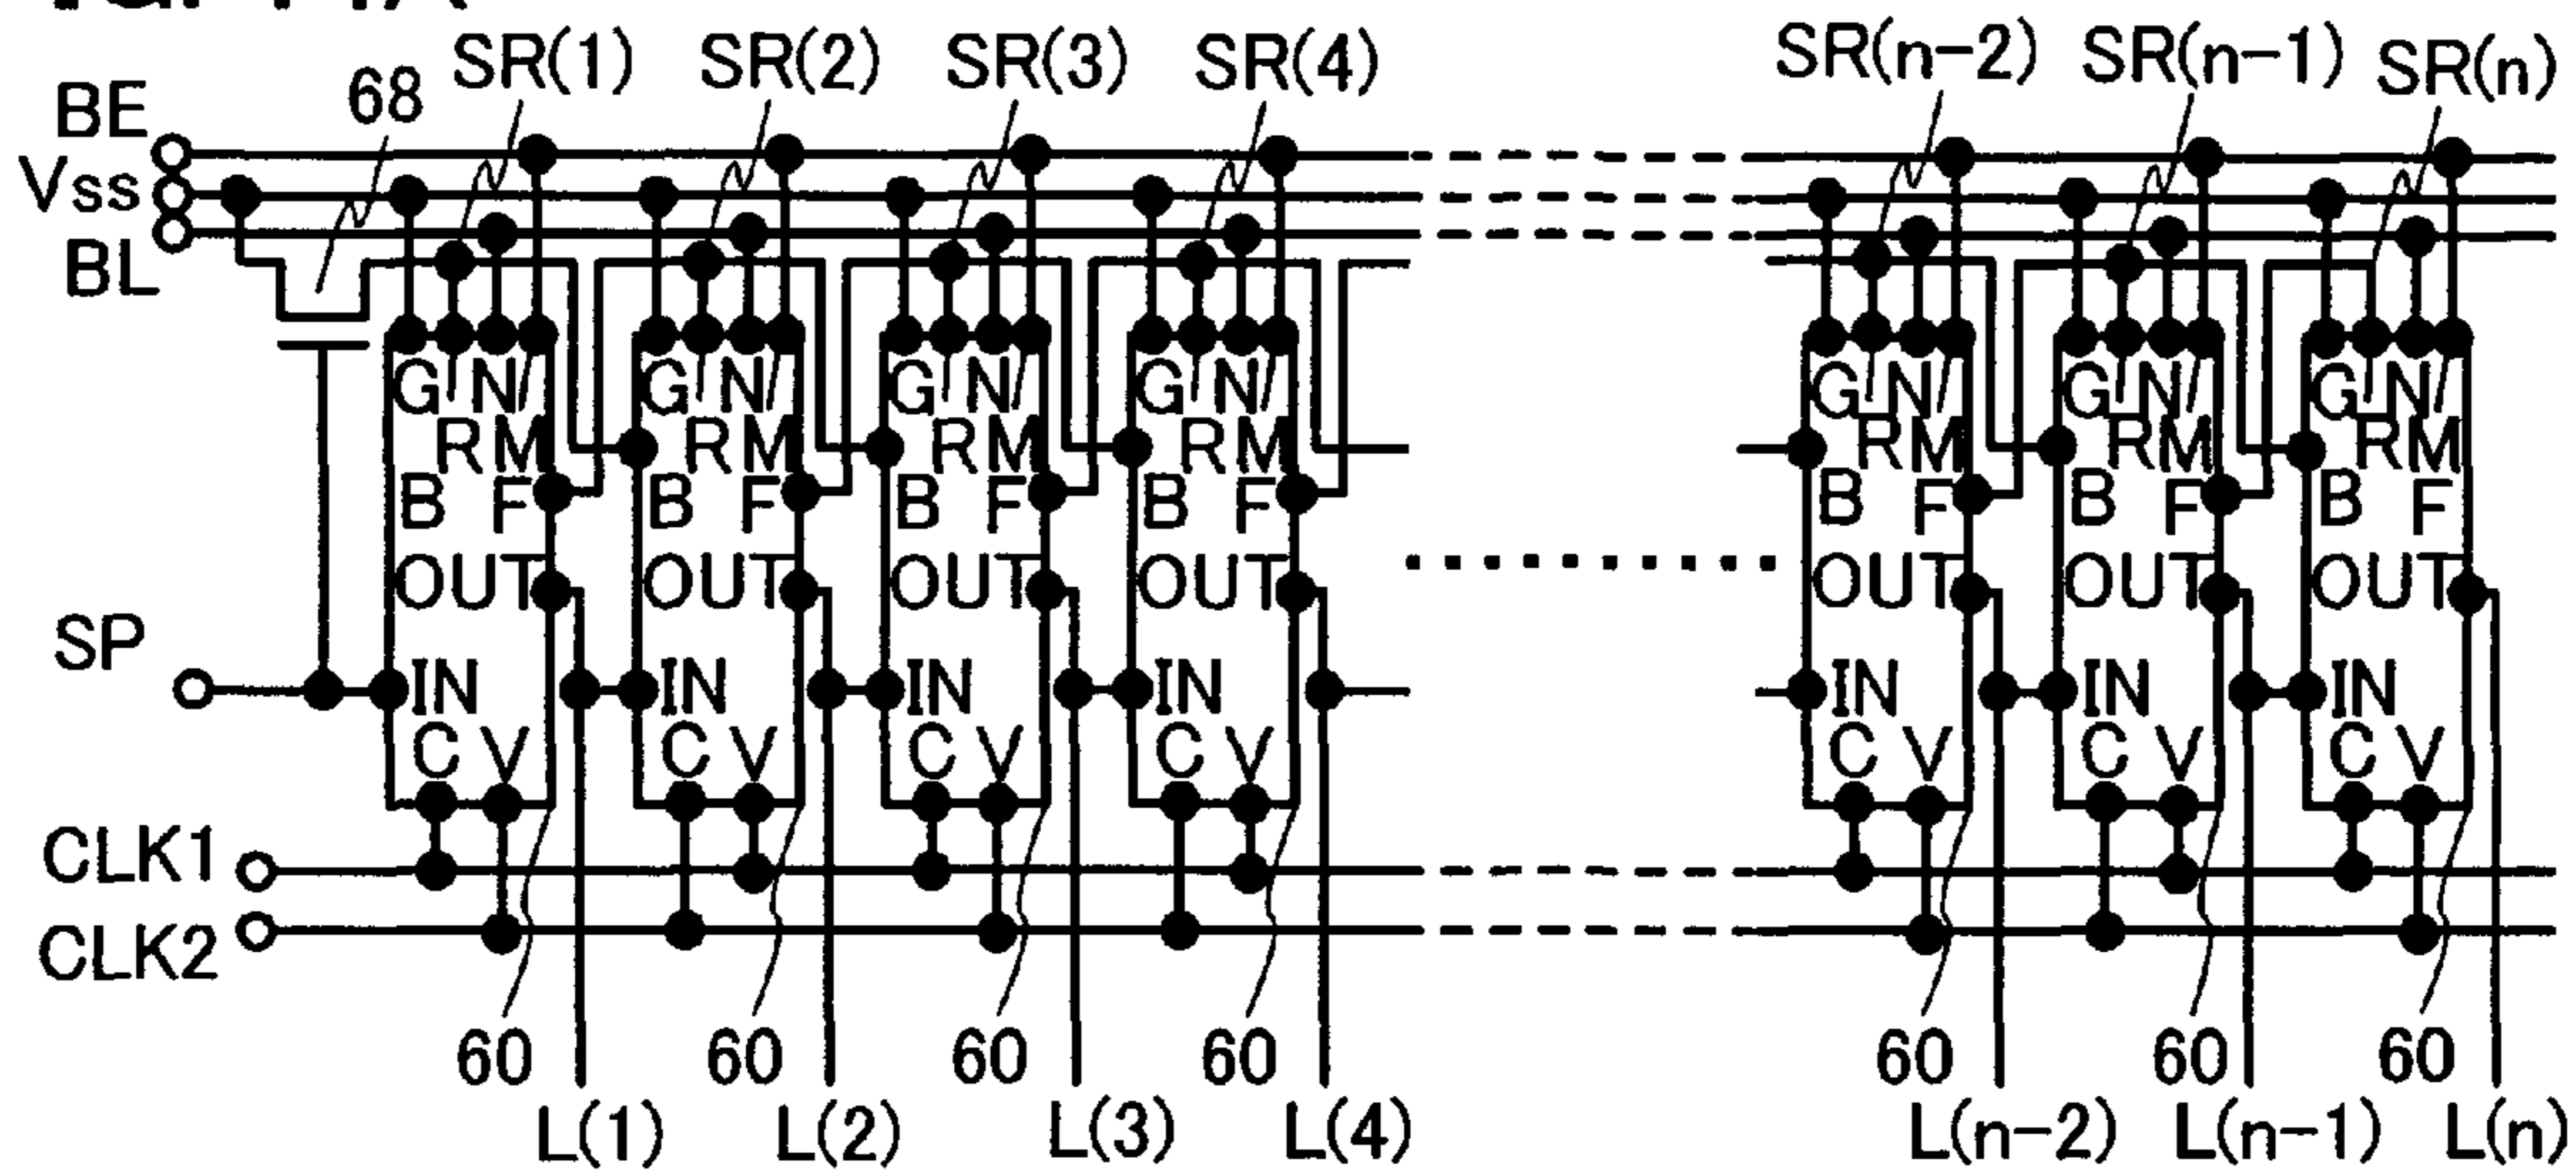 SR(1) SR(2) SR(3) SR(4) SR(n-2) SR(n-1) SR(n)
68
BE
Vss
BL
G N G N G N G N G N G N G N
R M R M R M R M R M R M R M
B F B F B F B F B F B F B F
OUT OUT OUT OUT OUT OUT OUT
SP
IN IN IN IN IN IN IN
C V C V C V C V C V C V C V
CLK1
CLK2
60 60 60 60 60 60 60
L(1) L(2) L(3) L(4) L(n-2) L(n-1) L(n)